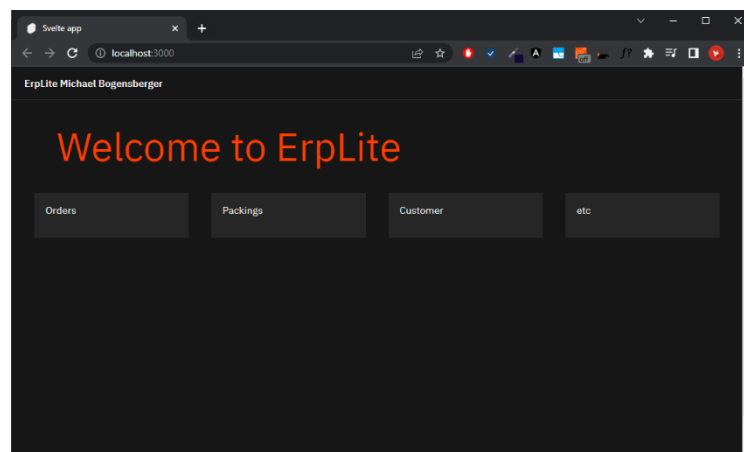 Svelte app
localhost:3000
ErpLite Michael Bogensberger
Welcome to ErpLite
Orders Packings Customer etc